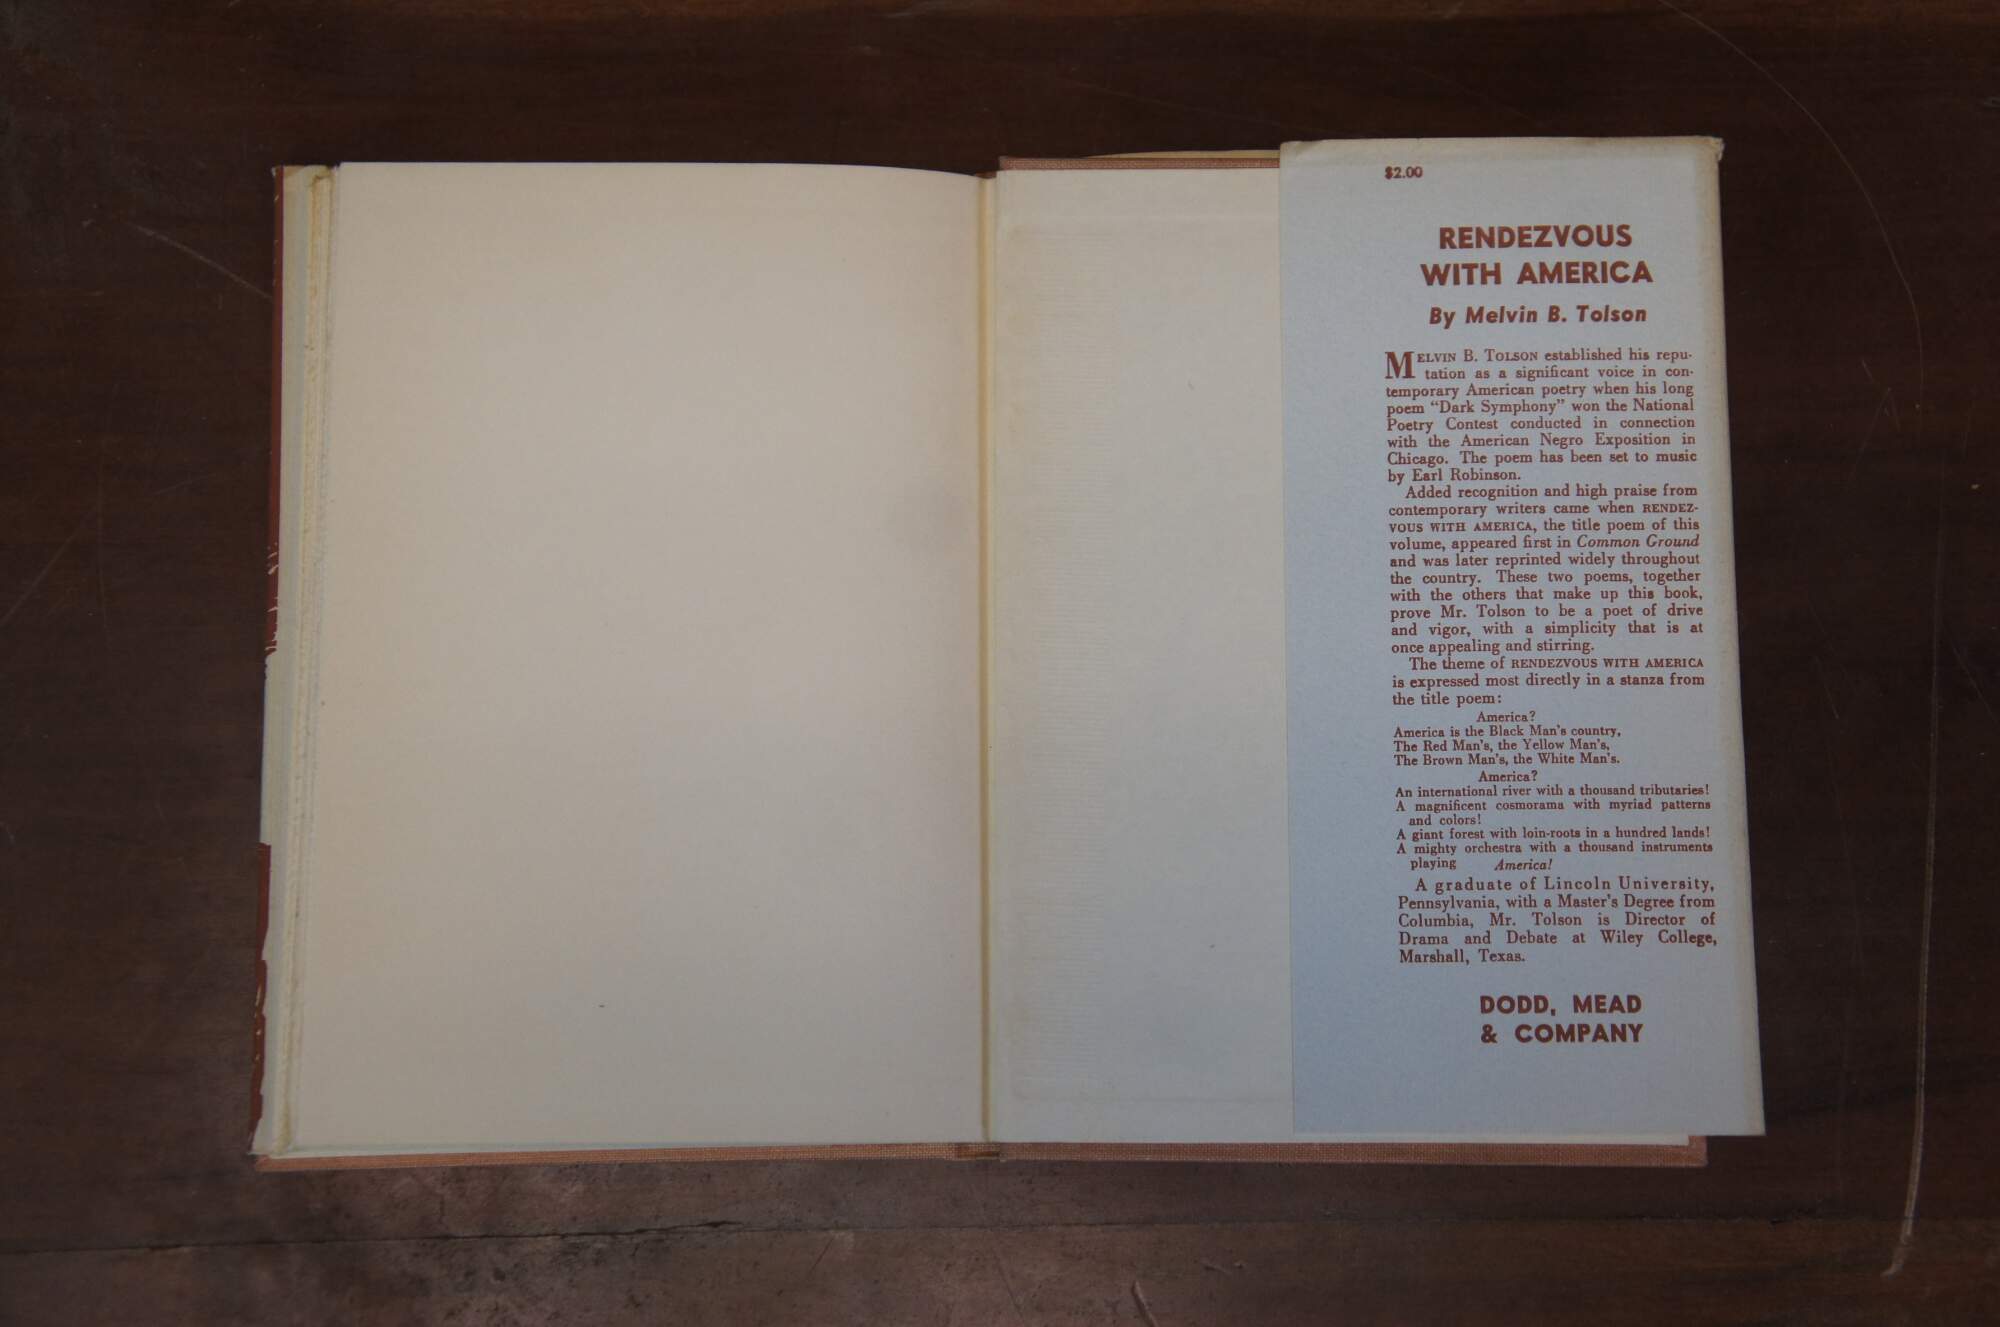 $2.00
RENDEZVOUS
WITH AMERICA
By Melvin B. Tolson
MELVIN B. TOLSON established his repu-
tation as a significant voice in con-
temporary American poetry when his long
poem “Dark Symphony” won the National
Poetry Contest conducted in connection
with the American Negro Exposition in
Chicago. The poem has been set to music
by Earl Robinson.
Added recognition and high praise from
contemporary writers came when RENDEZ-
VOUS WITH AMERICA, the title poem of this
volume, appeared first in Common Ground
and was later reprinted widely throughout
the country. These two poems, together
with the others that make up this book,
prove Mr. Tolson to be a poet of drive
and vigor, with a simplicity that is at
once appealing and stirring.
The theme of RENDEZVOUS WITH AMERICA
is expressed most directly in a stanza from
the title poem:
America?
America is the Black Man's country,
The Red Man's, the Yellow Man's,
The Brown Man's, the White Man's.
America?
An international river with a thousand tributaries!
A magnificent cosmorama with myriad patterns
and colors!
A giant forest with loin-roots in a hundred lands!
A mighty orchestra with a thousand instruments
playing America!
A graduate of Lincoln University,
Pennsylvania, with a Master's Degree from
Columbia, Mr. Tolson is Director of
Drama and Debate at Wiley College,
Marshall, Texas.
DODD, MEAD
& COMPANY